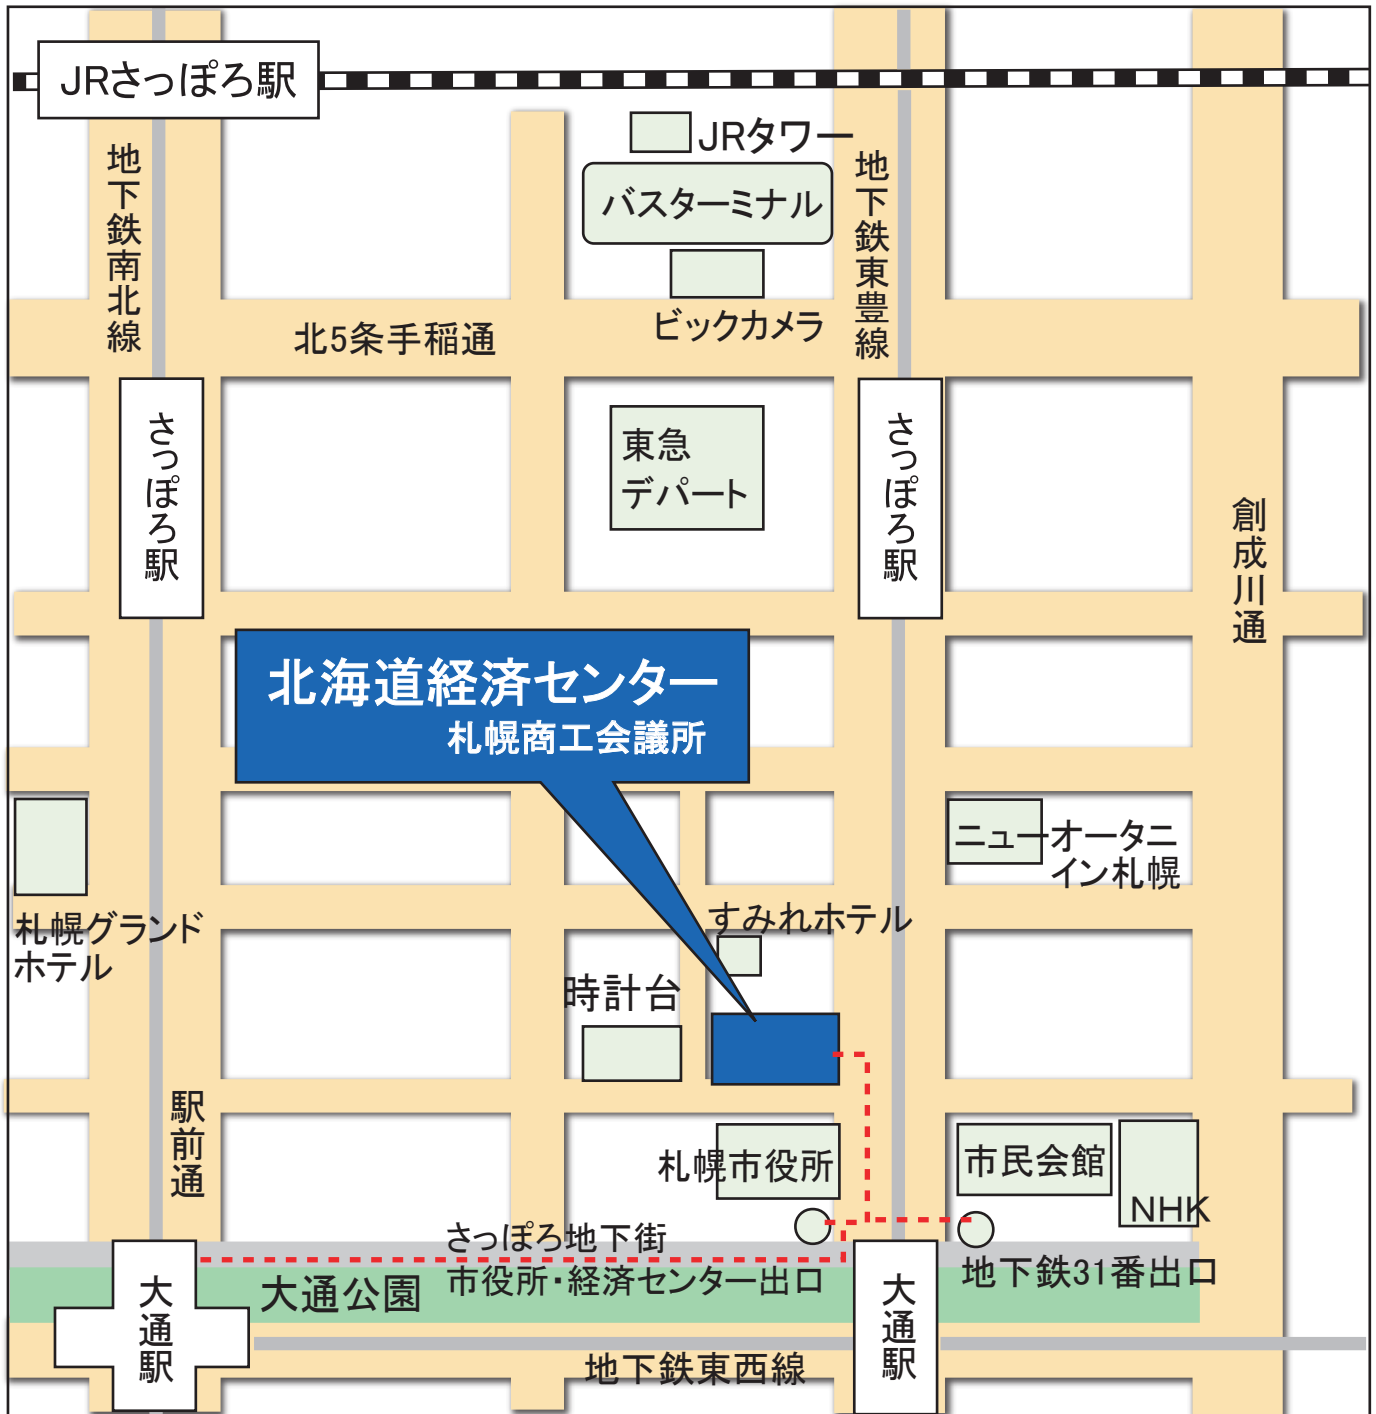 JRさっぽろ駅
JRタワー
地下鉄南北線
地下鉄東豊線
バスターミナル
ビックカメラ
北5条手稲通
さっぽろ駅
東急
デパート
さっぽろ駅
創成川通
北海道経済センター
札幌商工会議所
ニューオータニ
イン札幌
札幌グランド
ホテル
すみれホテル
時計台
駅前通
札幌市役所
市民会館
NHK
さっぽろ地下街
市役所・経済センター出口
地下鉄31番出口
大通公園
大通駅
大通駅
地下鉄東西線